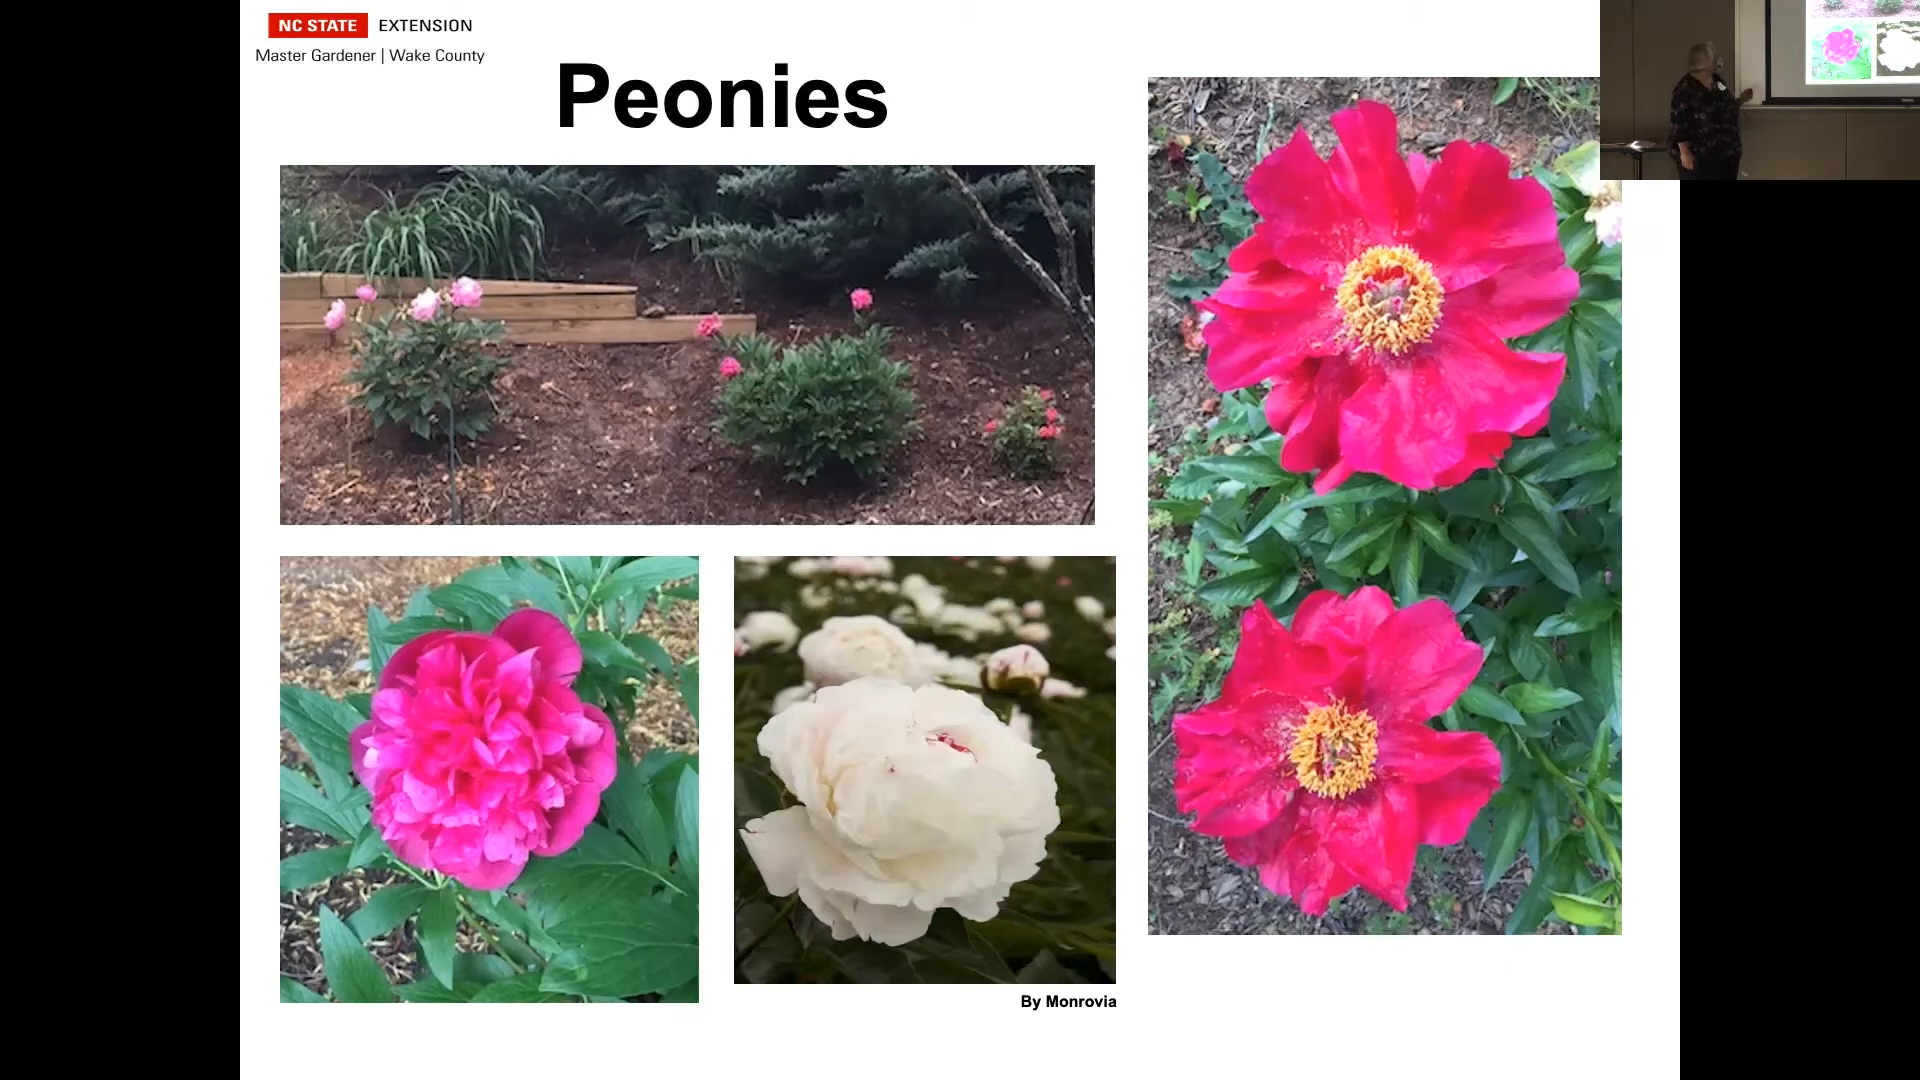 NC STATE EXTENSION
Master Gardener | Wake County
Peonies
By Monrovia